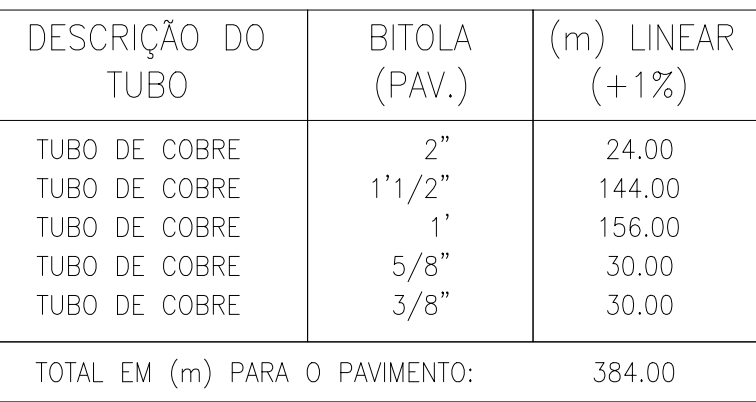 DESCRIÇÃO DO BITOLA (m) LINEAR
TUBO (PAV.) (+1%)
TUBO DE COBRE 2" 24.00
TUBO DE COBRE 1'1/2" 144.00
TUBO DE COBRE 1' 156.00
TUBO DE COBRE 5/8" 30.00
TUBO DE COBRE 3/8" 30.00
TOTAL EM (m) PARA O PAVIMENTO: 384.00